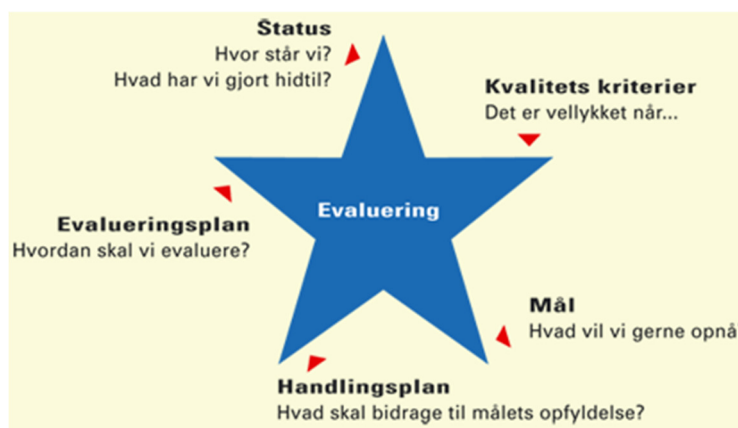 Status
Hvor står vi?
Hvad har vi gjort hidtil?
Kvalitets kriterier
Det er vellykket når...
Evaluering
Evalueringsplan
Hvordan skal vi evaluere?
Mål
Hvad vil vi gerne opnå
Handlingsplan
Hvad skal bidrage til målets opfyldelse?